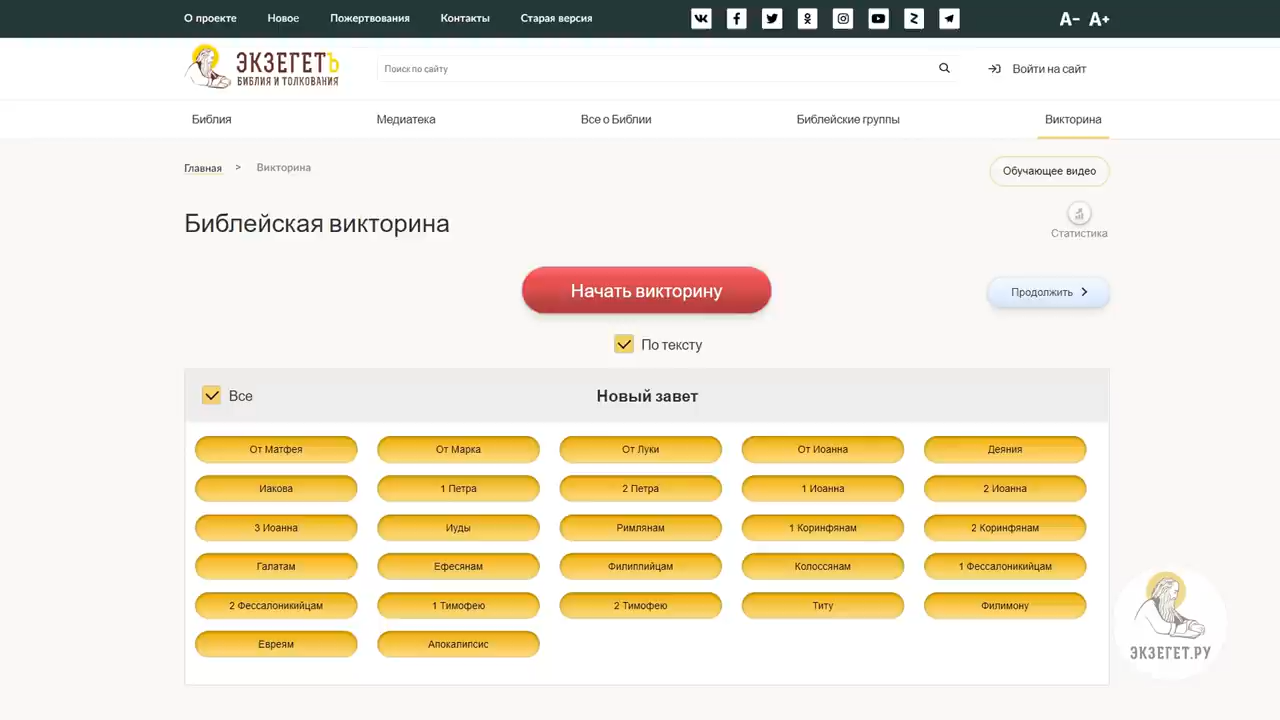 О проекте Новое Пожертвования Контакты Старая версия A- A+
ЭКЗЕГЕТЪ
БИБЛИЯ И ТОЛКОВАНИЯ
Поиск по сайту Войти на сайт
Библия Медиатека Все о Библии Библейские группы Викторина
Главная > Викторина
Обучающее видео
Библейская викторина
Статистика
Начать викторину
Продолжить
По тексту
Все Новый завет
От Матфея От Марка От Луки От Иоанна Деяния
Иакова 1 Петра 2 Петра 1 Иоанна 2 Иоанна
3 Иоанна Иуды Римлянам 1 Коринфянам 2 Коринфянам
Галатам Ефесянам Филиппийцам Колоссянам 1 Фессалоникийцам
2 Фессалоникийцам 1 Тимофею 2 Тимофею Титу Филимону
Евреям Апокалипсис
ЭКЗЕГЕТ.РУ